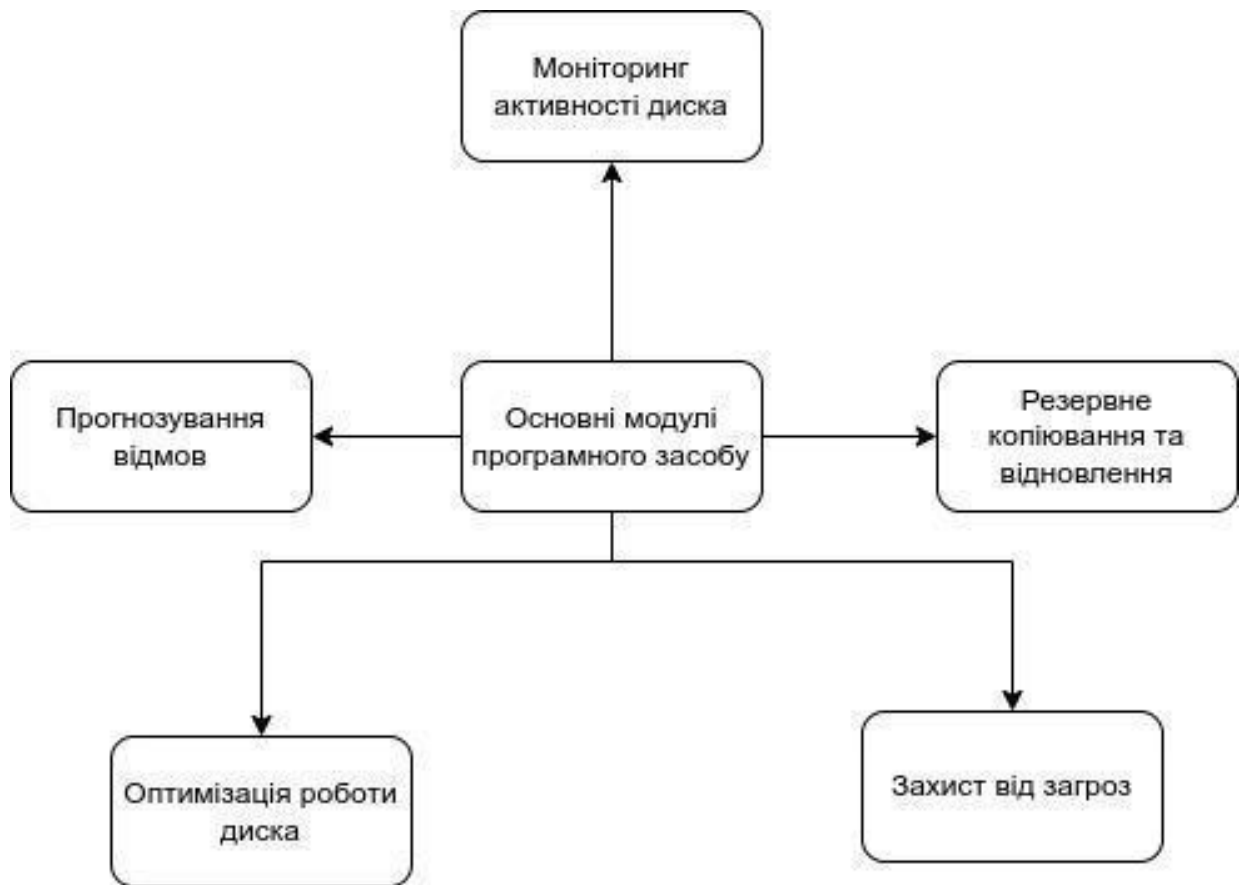 Моніторинг
активності диска
Прогнозування
відмов
Основні модулі
програмного засобу
Резервне
копіювання та
відновлення
Оптимізація роботи
диска
Захист від загроз